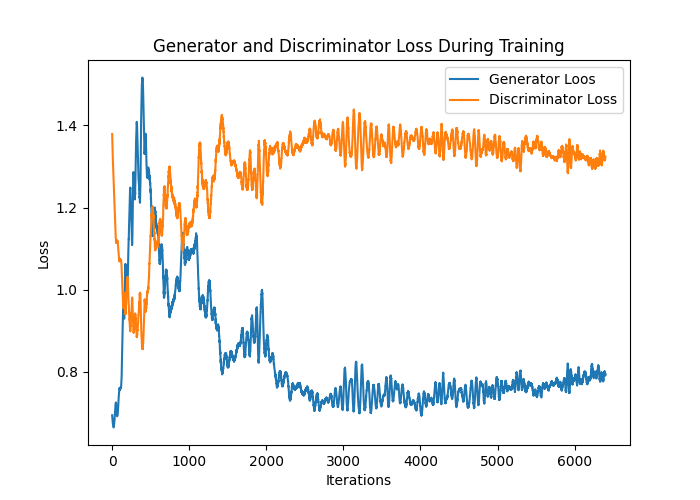 Generator and Discriminator Loss During Training
Generator Loos
Discriminator Loss
1.4
1.2
1.0
0.8
Loss
0
1000
2000
3000
4000
5000
6000
Iterations